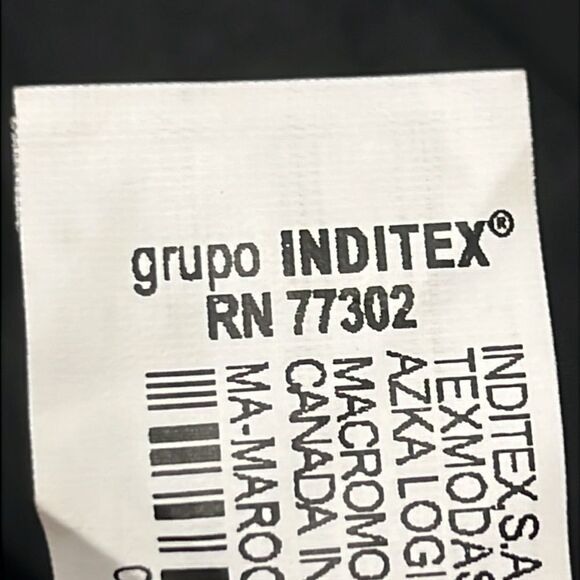 grupo INDITEX®
RN 77302
INDITEX,S.A
TEXMODAS
AZKA LOGI
MACROMO
CANADA IN
MA-MAROC